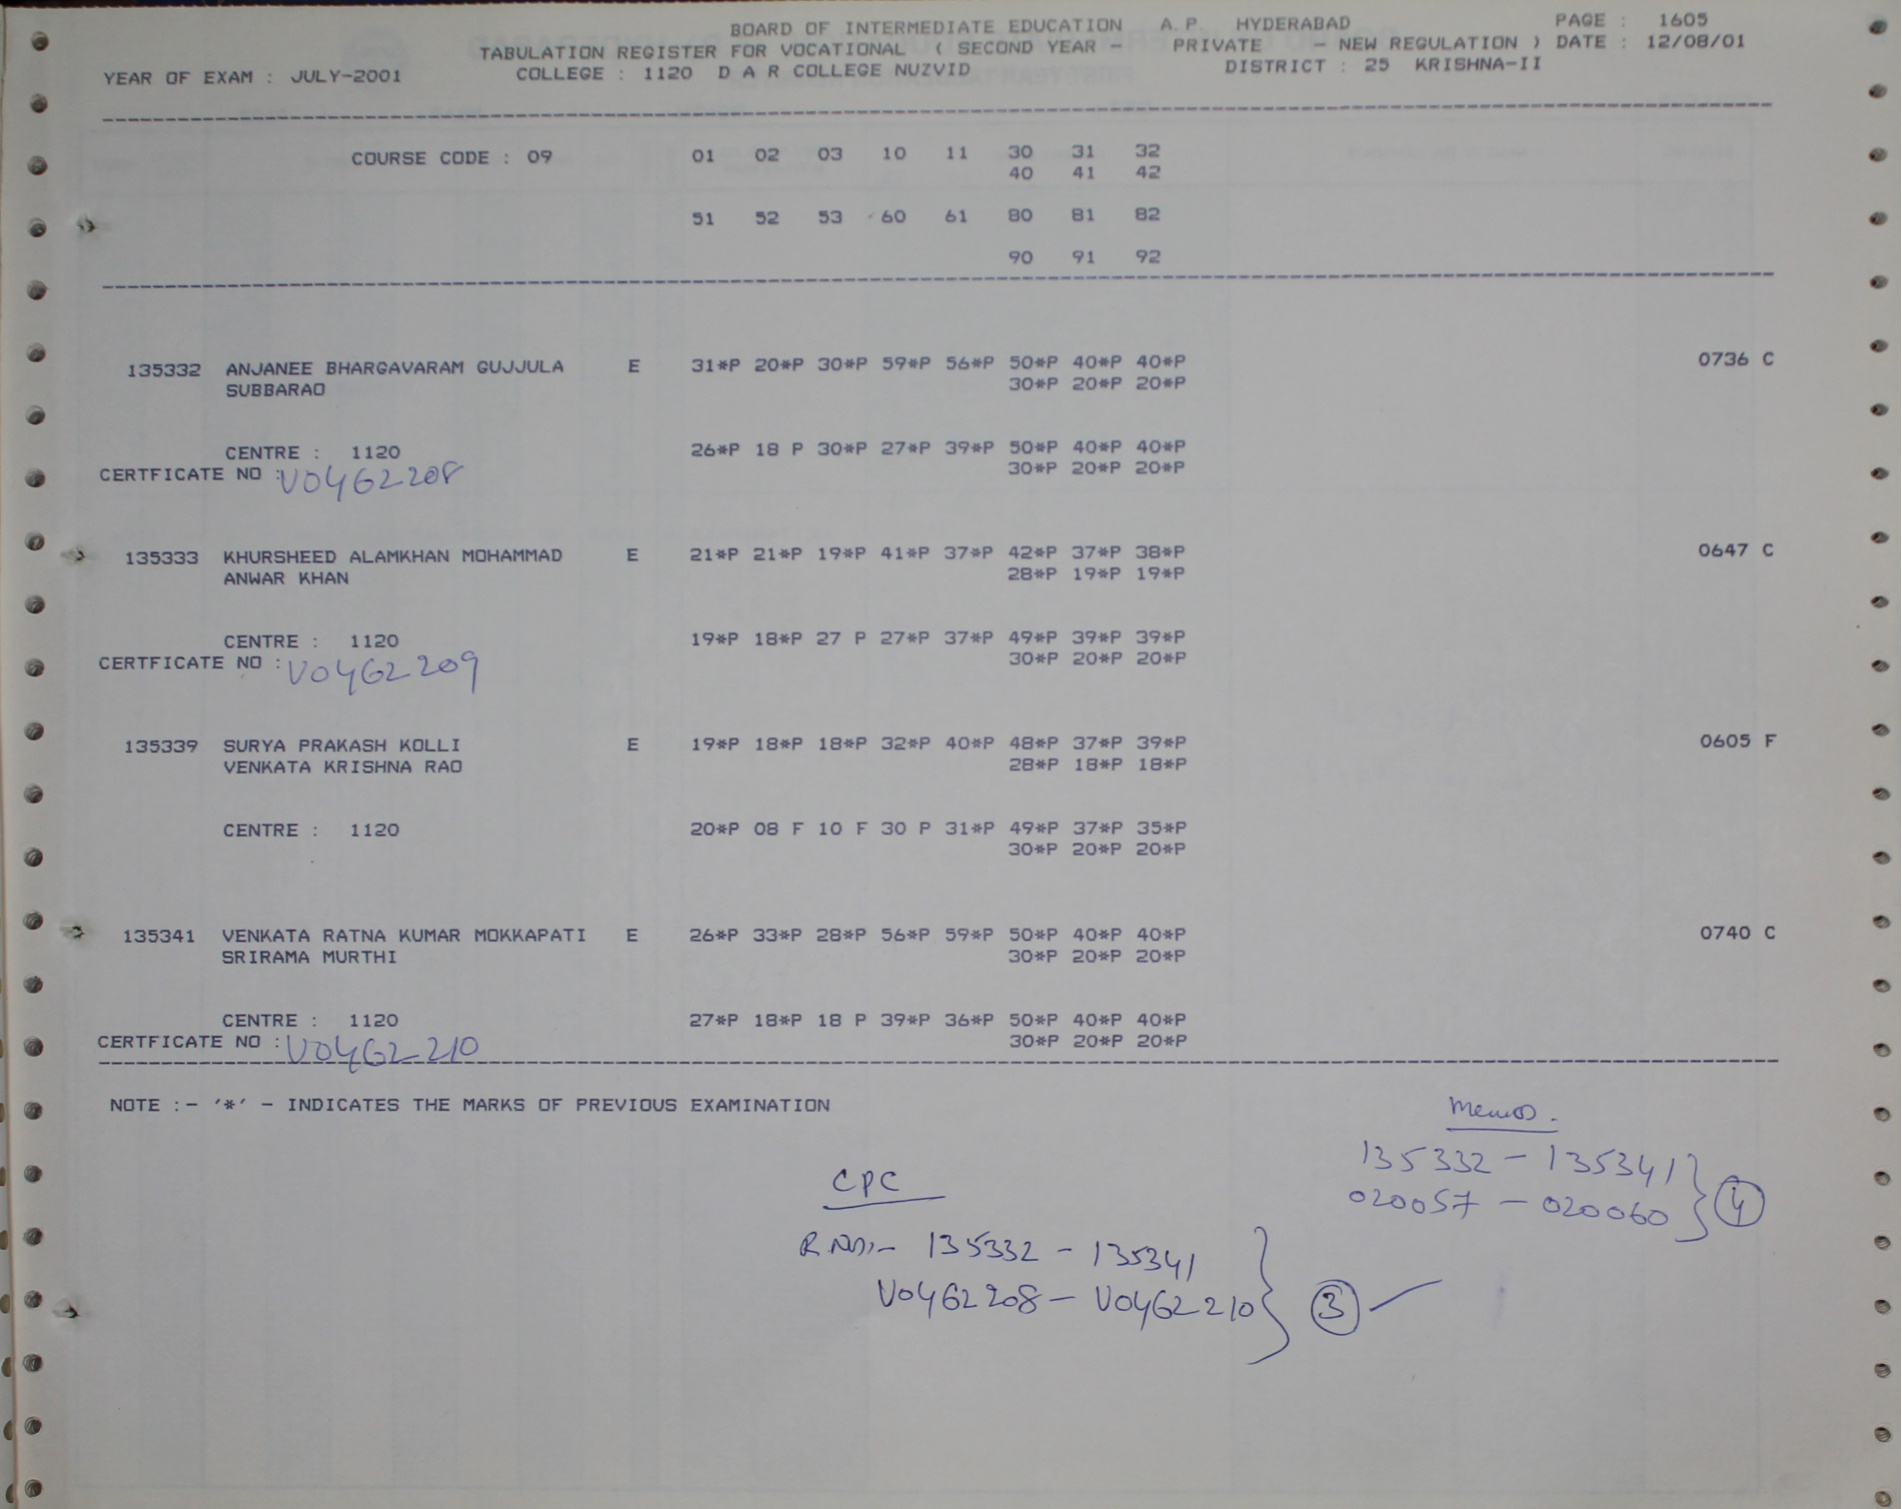 BOARD OF INTERMEDIATE EDUCATION A.P. HYDERABAD PAGE : 1605
TABULATION REGISTER FOR VOCATIONAL ( SECOND YEAR - PRIVATE - NEW REGULATION ) DATE : 12/08/01
YEAR OF EXAM : JULY-2001 COLLEGE : 1120 D A R COLLEGE NUZVID DISTRICT : 25 KRISHNA-II
COURSE CODE : 09 01 02 03 10 11 30 31 32
40 41 42
51 52 53 60 61 80 81 82
90 91 92
135332 ANJANEE BHARGAVARAM GUJJULA E 31*P 20*P 30*P 59*P 56*P 50*P 40*P 40*P 0736 C
SUBBARAO 30*P 20*P 20*P
CENTRE : 1120 26*P 18 P 30*P 27*P 39*P 50*P 40*P 40*P
CERTFICATE NO : V0462208 30*P 20*P 20*P
135333 KHURSHEED ALAMKHAN MOHAMMAD E 21*P 21*P 19*P 41*P 37*P 42*P 37*P 38*P 0647 C
ANWAR KHAN 28*P 19*P 19*P
CENTRE : 1120 19*P 18*P 27 P 27*P 37*P 49*P 39*P 39*P
CERTFICATE NO : V0462209 30*P 20*P 20*P
135339 SURYA PRAKASH KOLLI E 19*P 18*P 18*P 32*P 40*P 48*P 37*P 39*P 0605 F
VENKATA KRISHNA RAO 28*P 18*P 18*P
CENTRE : 1120 20*P 08 F 10 F 30 P 31*P 49*P 37*P 35*P
30*P 20*P 20*P
135341 VENKATA RATNA KUMAR MOKKAPATI E 26*P 33*P 28*P 56*P 59*P 50*P 40*P 40*P 0740 C
SRIRAMA MURTHI 30*P 20*P 20*P
CENTRE : 1120 27*P 18*P 18 P 39*P 36*P 50*P 40*P 40*P
CERTFICATE NO : V0462210 30*P 20*P 20*P
NOTE :- '*' - INDICATES THE MARKS OF PREVIOUS EXAMINATION
Memos.
135332 - 135341
020057 - 020060 } 4
CPC
R.Nos:- 135332 - 135341
V0462208 - V0462210 } 3